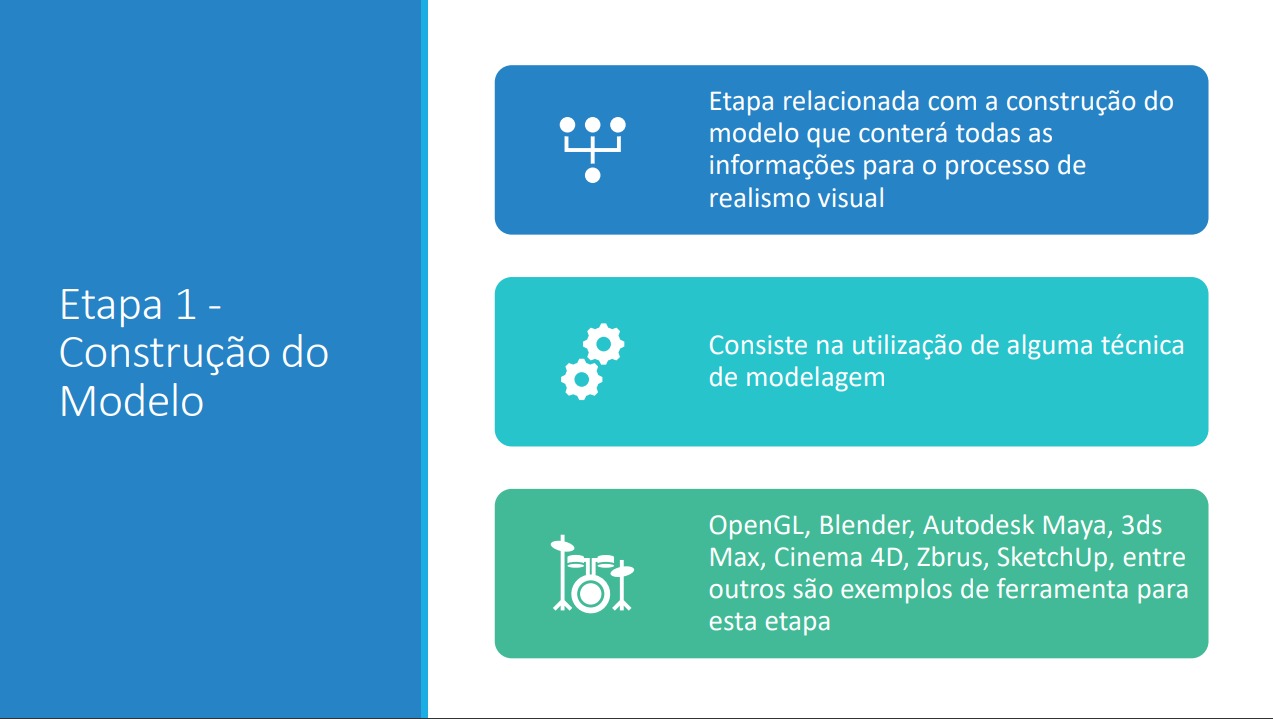 Etapa 1 -
Construção do
Modelo
Etapa relacionada com a construção do
modelo que conterá todas as
informações para o processo de
realismo visual
Consiste na utilização de alguma técnica
de modelagem
OpenGL, Blender, Autodesk Maya, 3ds
Max, Cinema 4D, Zbrus, SketchUp, entre
outros são exemplos de ferramenta para
esta etapa